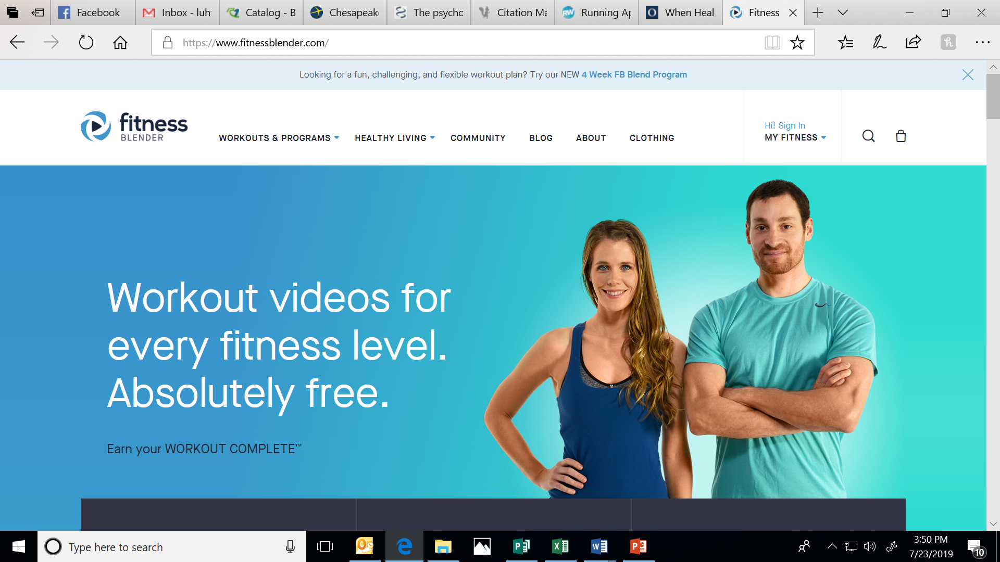 Facebook
Inbox - luh
Catalog - B
Chesapeak
The psycho
Citation Ma
RW
Running Ap
O
When Heal
Fitness
https://www.fitnessblender.com/
h
Looking for a fun, challenging, and flexible workout plan? Try our NEW 4 Week FB Blend Program
fitness
BLENDER
WORKOUTS & PROGRAMS
HEALTHY LIVING
COMMUNITY
BLOG
ABOUT
CLOTHING
Hi! Sign In
MY FITNESS
Workout videos for
every fitness level.
Absolutely free.
Earn your WORKOUT COMPLETE™
Type here to search
3:50 PM
7/23/2019
10